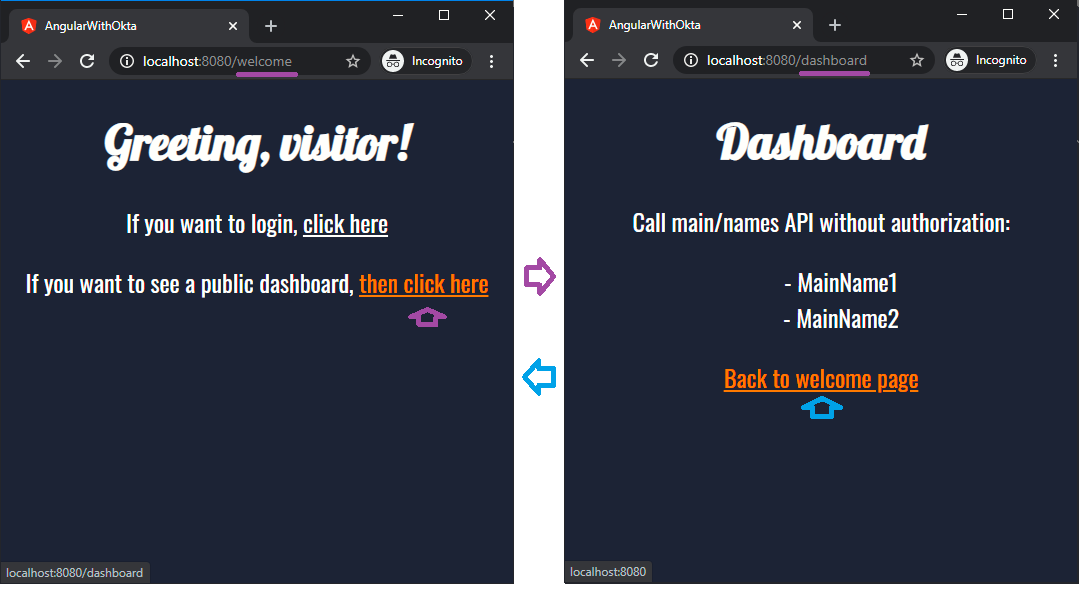 AngularWithOkta
localhost:8080/welcome
Incognito
Greeting, visitor!
If you want to login, click here
If you want to see a public dashboard, then click here
localhost:8080/dashboard
AngularWithOkta
localhost:8080/dashboard
Incognito
Dashboard
Call main/names API without authorization:
- MainName1
- MainName2
Back to welcome page
localhost:8080